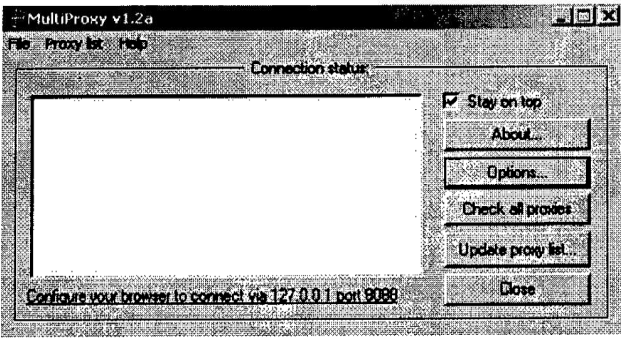 MultiProxy v1.2a
File Proxy list Help
Connection status:
Stay on top
About...
Options...
Check all proxies
Update proxy list...
Close
Configure your browser to connect via 127.0.0.1 port 8088